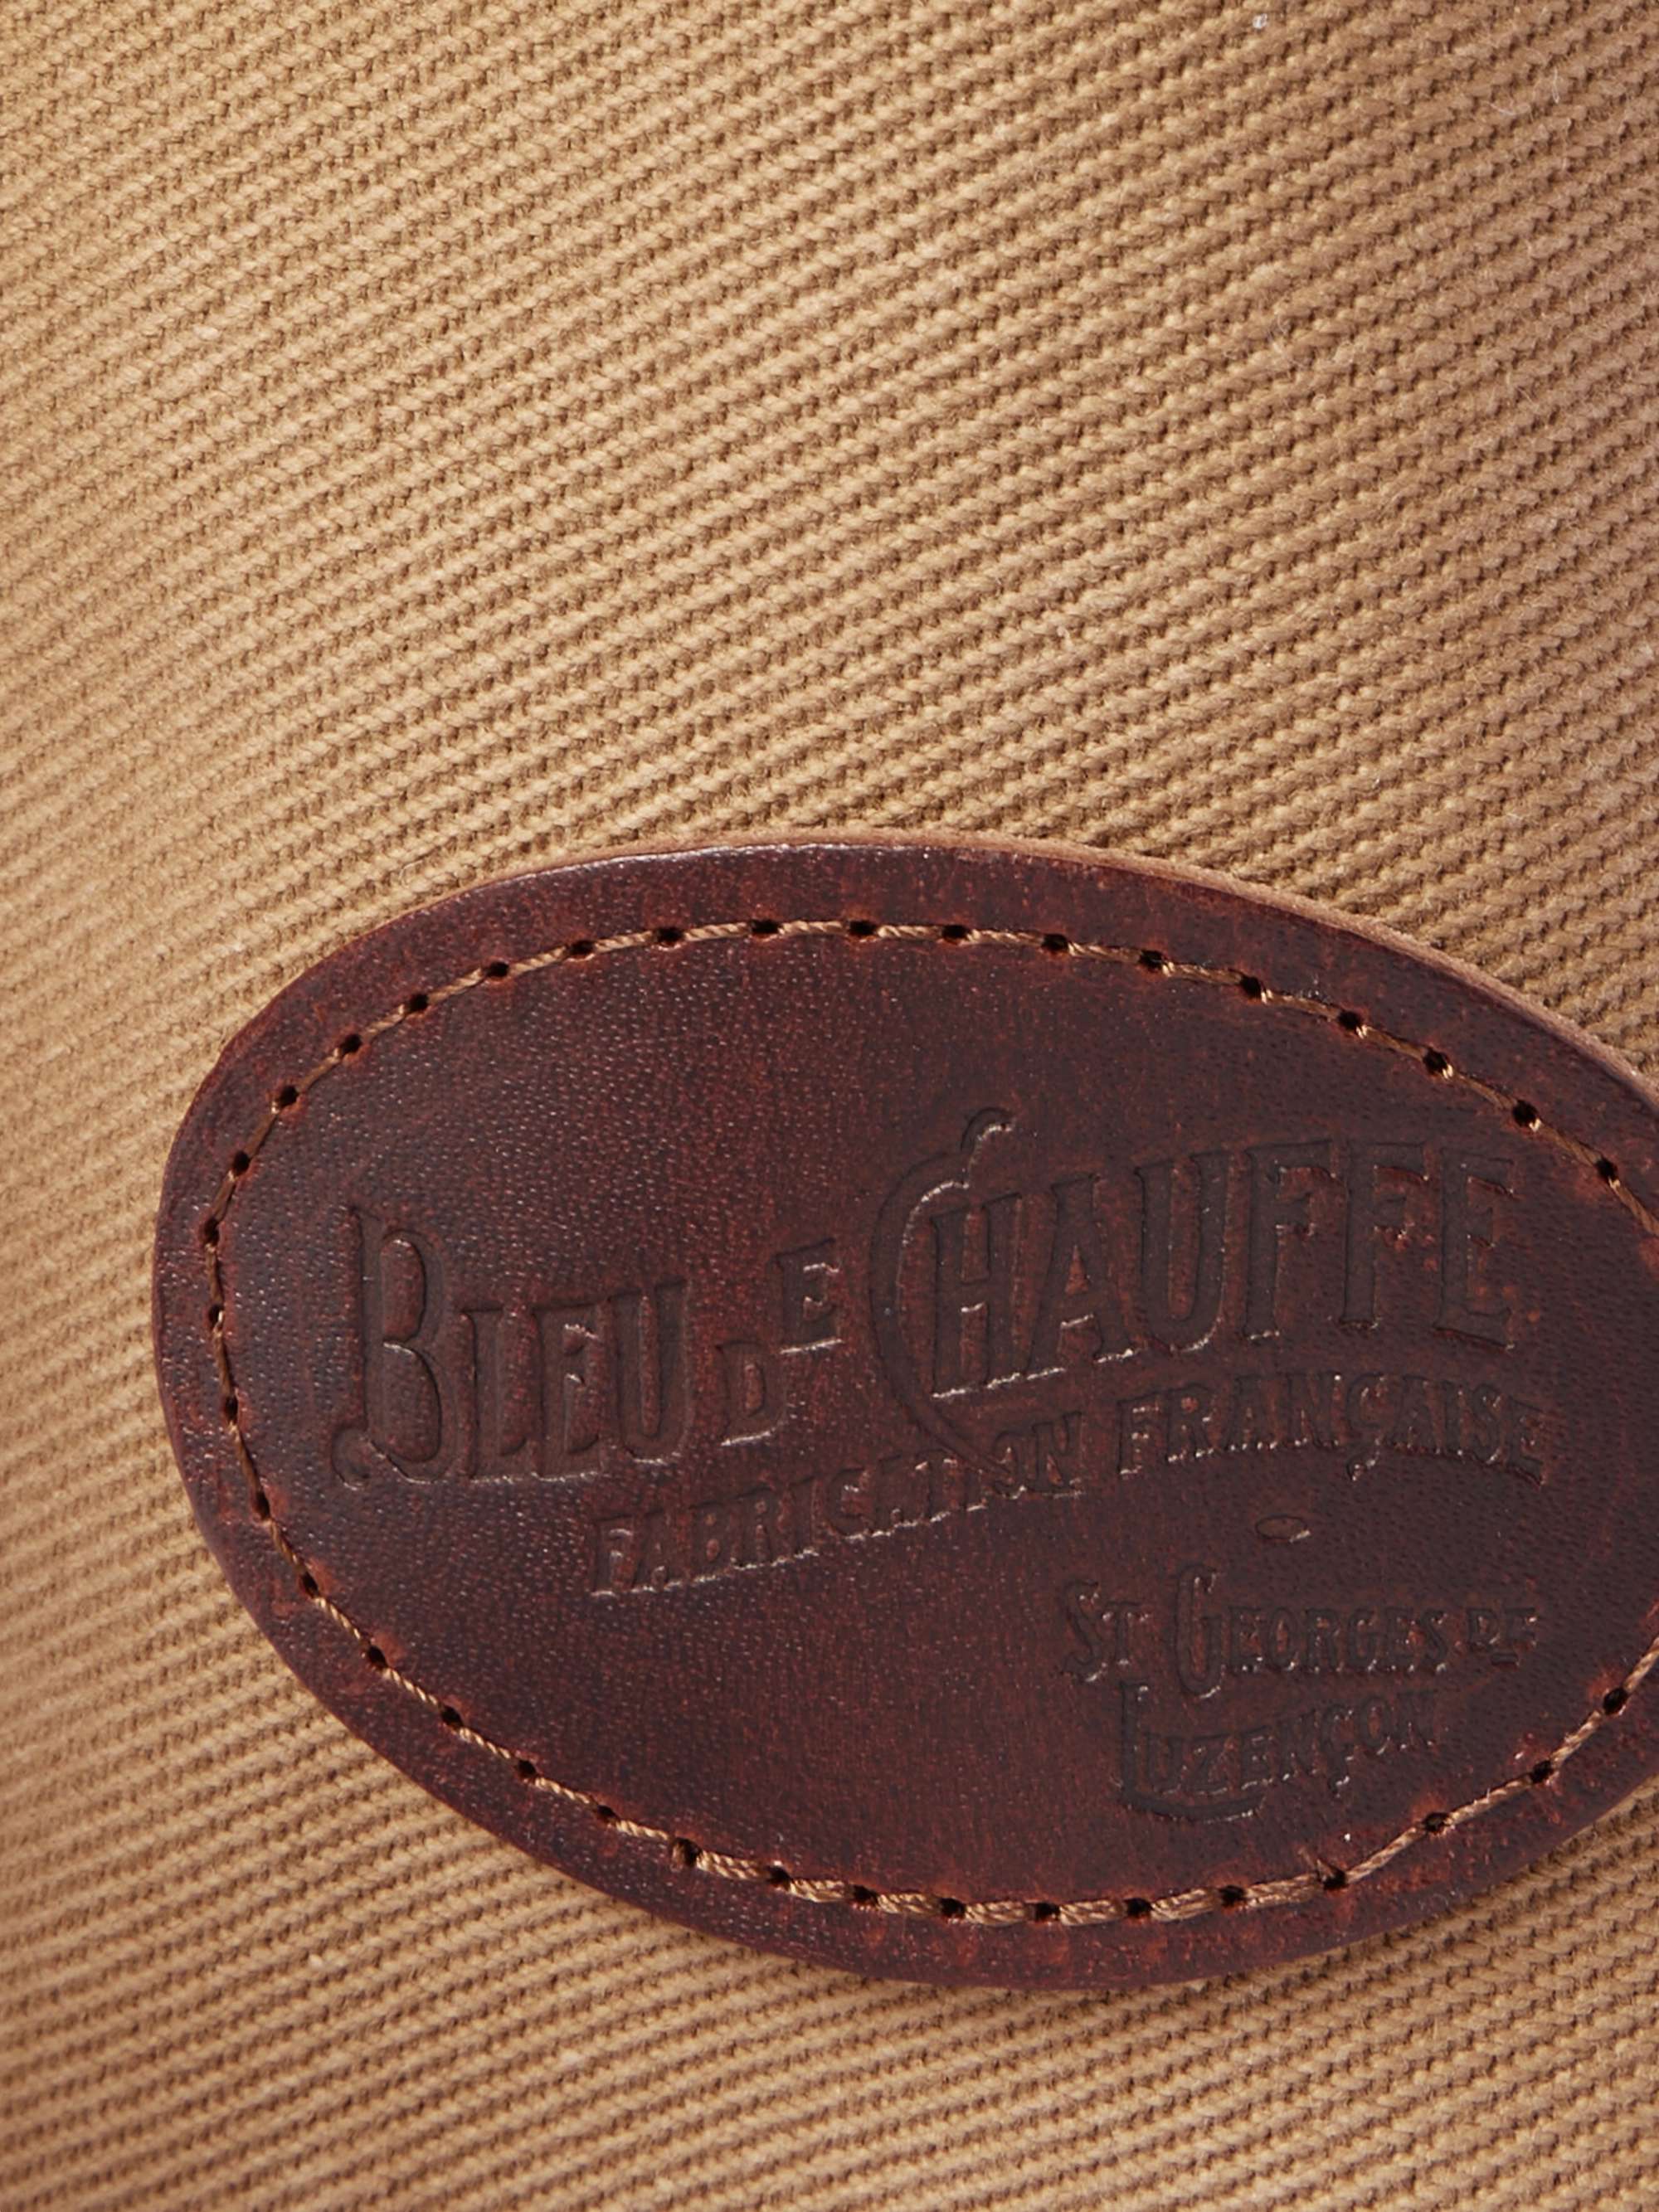 BLEU DE CHAUFFE
FABRICATION FRANÇAISE
ST GEORGES DE
LUZENÇON